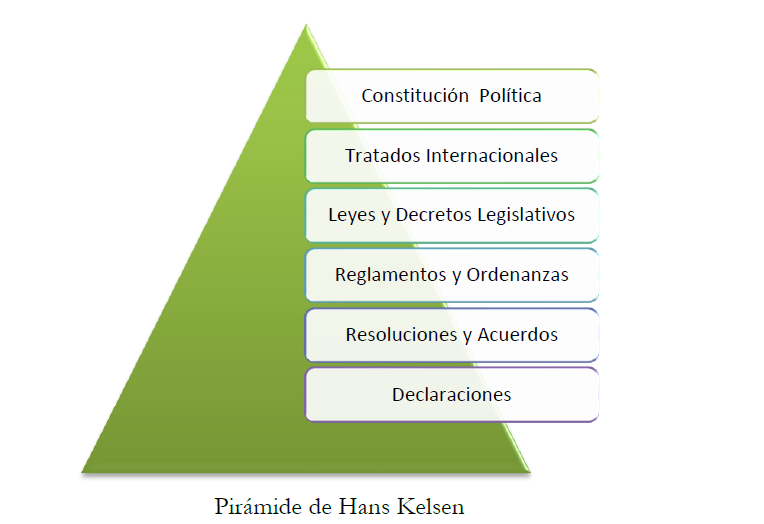 Constitución Política
Tratados Internacionales
Leyes y Decretos Legislativos
Reglamentos y Ordenanzas
Resoluciones y Acuerdos
Declaraciones
Pirámide de Hans Kelsen